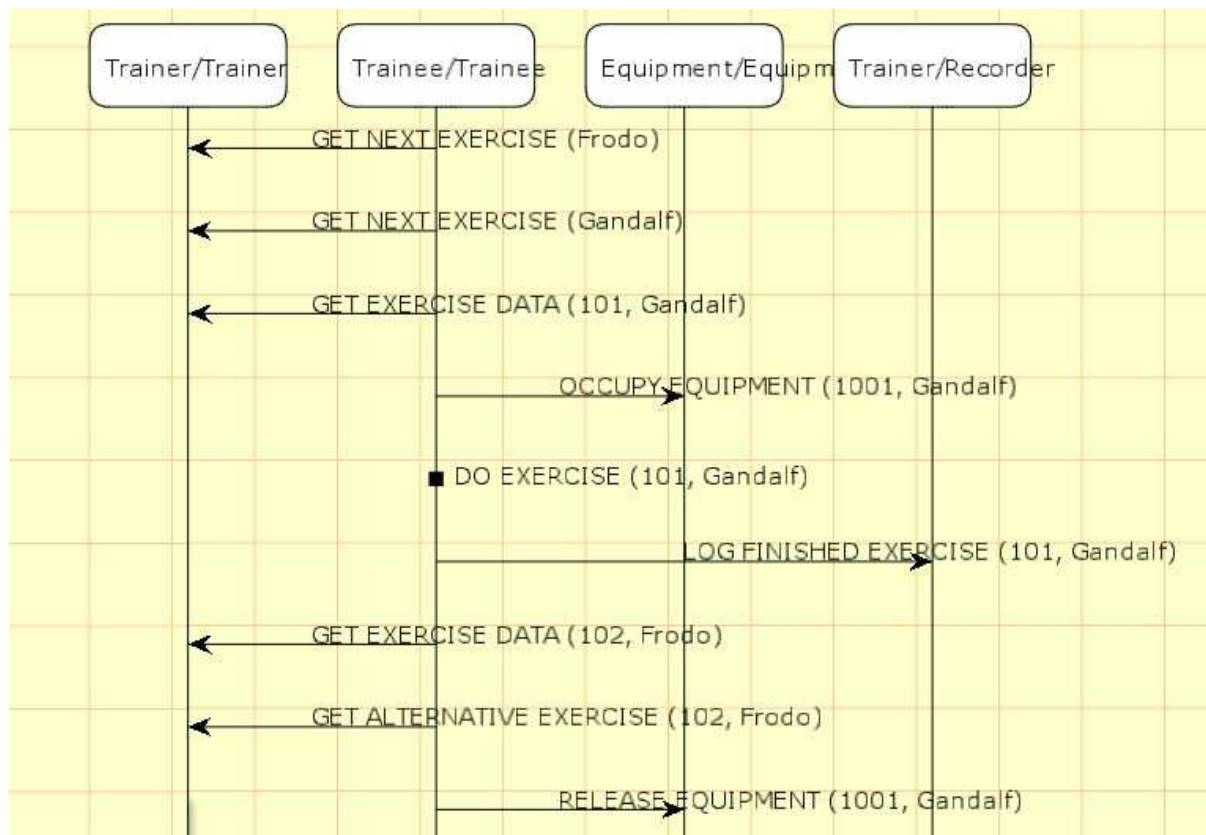 Trainer/Trainer
Trainee/Trainee
Equipment/Equipm
Trainer/Recorder
GET NEXT EXERCISE (Frodo)
GET NEXT EXERCISE (Gandalf)
GET EXERCISE DATA (101, Gandalf)
OCCUPY EQUIPMENT (1001, Gandalf)
DO EXERCISE (101, Gandalf)
LOG FINISHED EXERCISE (101, Gandalf)
GET EXERCISE DATA (102, Frodo)
GET ALTERNATIVE EXERCISE (102, Frodo)
RELEASE EQUIPMENT (1001, Gandalf)